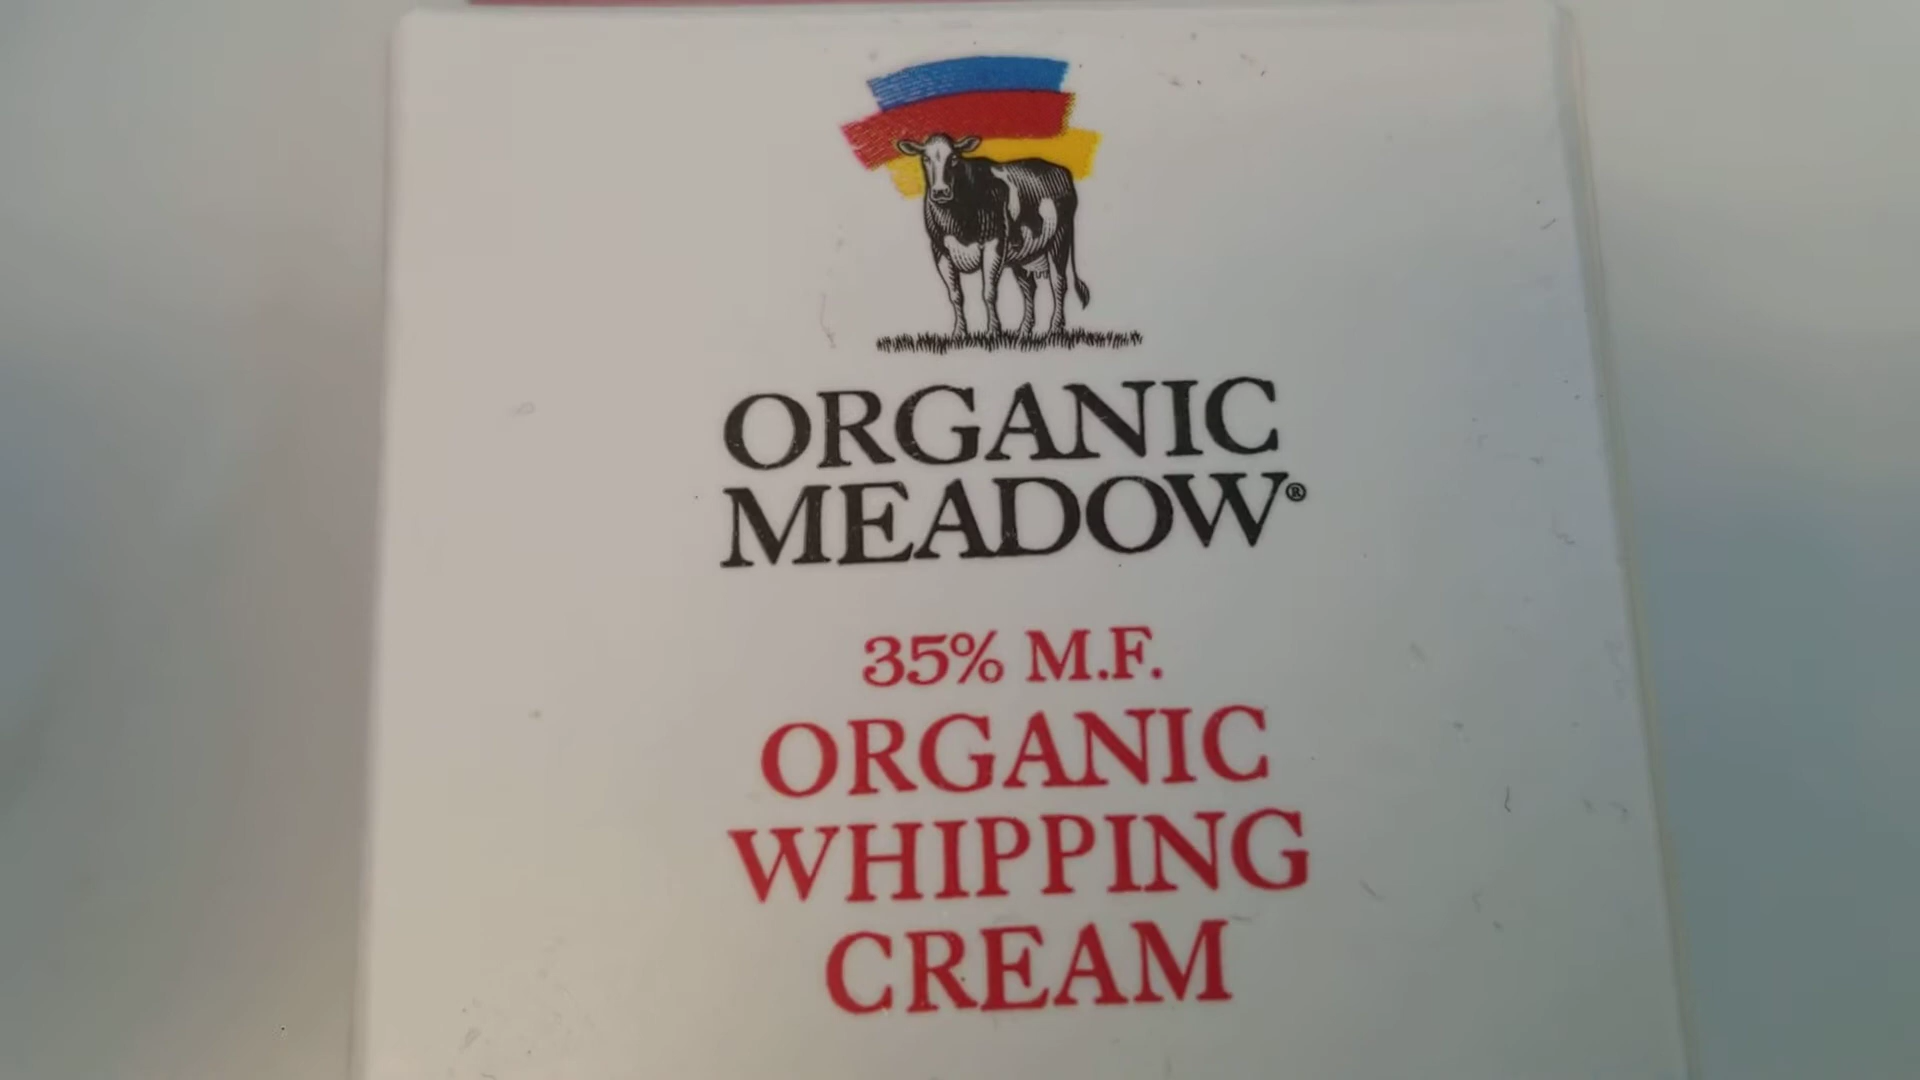 ORGANIC
MEADOW®
35% M.F.
ORGANIC
WHIPPING
CREAM